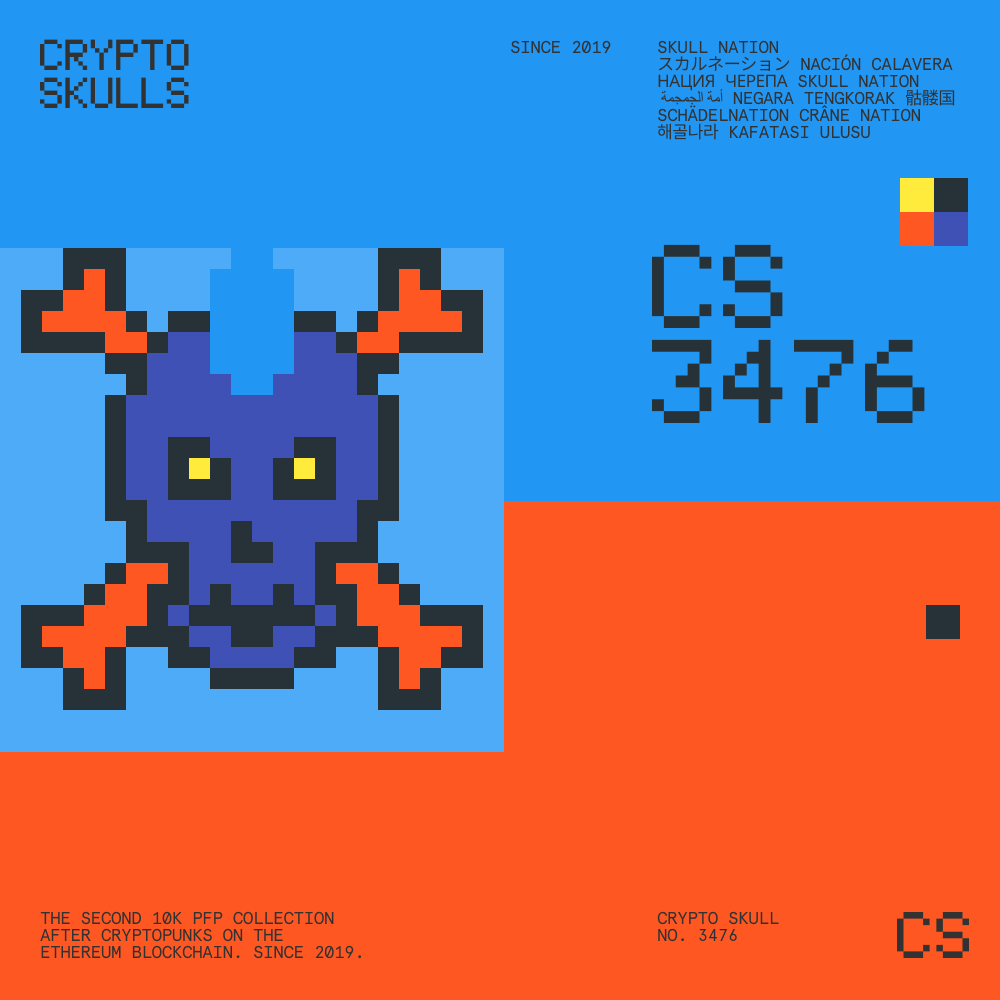 CRYPTO
SKULLS
SINCE 2019
SKULL NATION
スカルネーション NACIÓN CALAVERA
НАЦИЯ ЧЕРЕПА SKULL NATION
أمة الجمجمة NEGARA TENGKORAK 骷髅国
SCHÄDELNATION CRÂNE NATION
해골나라 KAFATASI ULUSU
CS
3476
THE SECOND 10K PFP COLLECTION
AFTER CRYPTOPUNKS ON THE
ETHEREUM BLOCKCHAIN. SINCE 2019.
CRYPTO SKULL
NO. 3476
CS